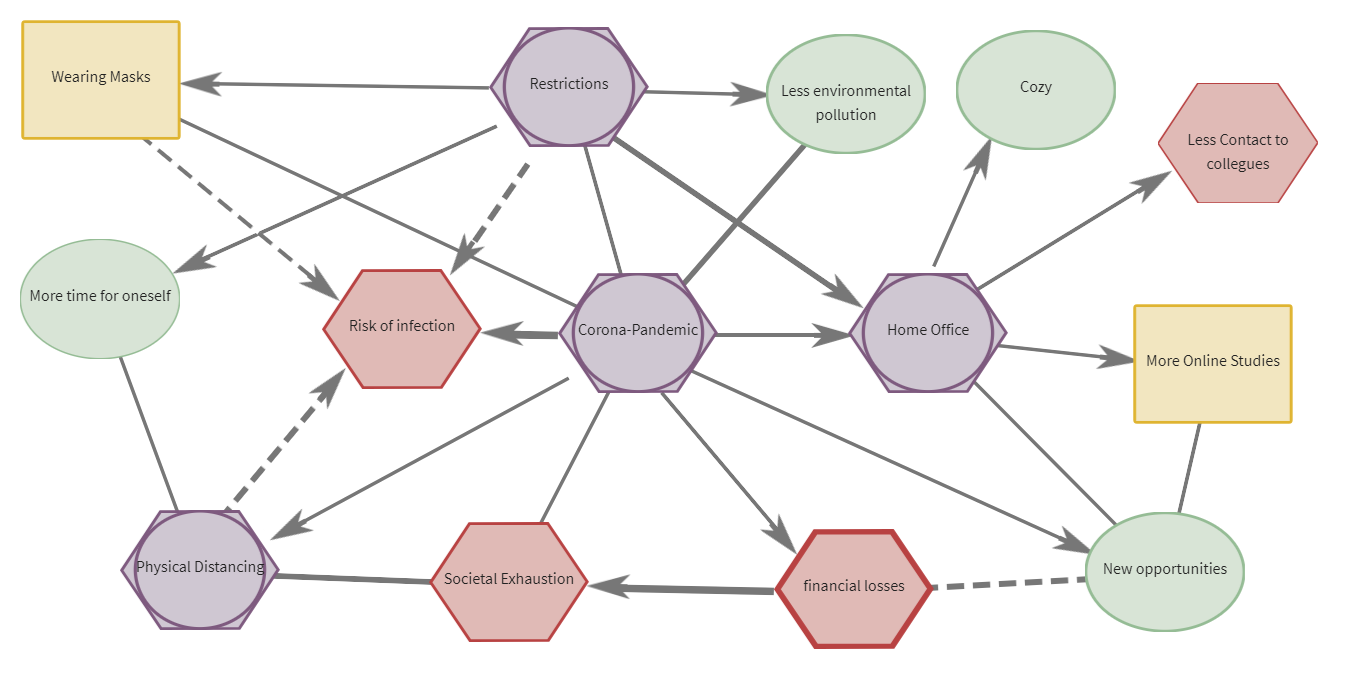 Wearing Masks
Restrictions
Less environmental
pollution
Cozy
Less Contact to
collegues
More time for oneself
Risk of infection
Corona-Pandemic
Home Office
More Online Studies
Physical Distancing
Societal Exhaustion
financial losses
New opportunities